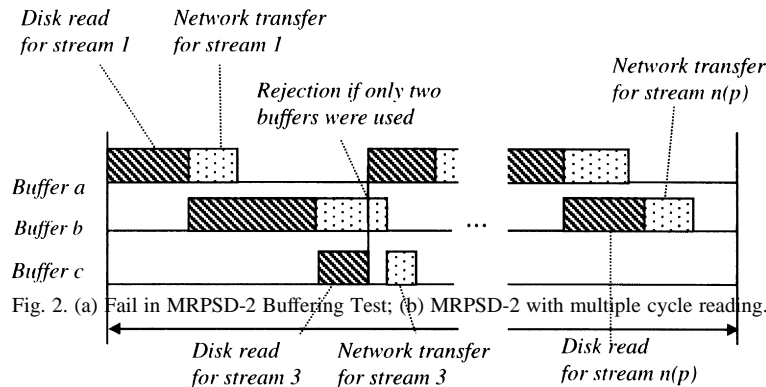 Disk read
for stream 1
Network transfer
for stream 1
Rejection if only two
buffers were used
Network transfer
for stream n(p)
Buffer a
Buffer b
...
Buffer c
Fig. 2. (a) Fail in MRPSD-2 Buffering Test; (b) MRPSD-2 with multiple cycle reading.
Disk read
for stream 3
Network transfer
for stream 3
Disk read
for stream n(p)